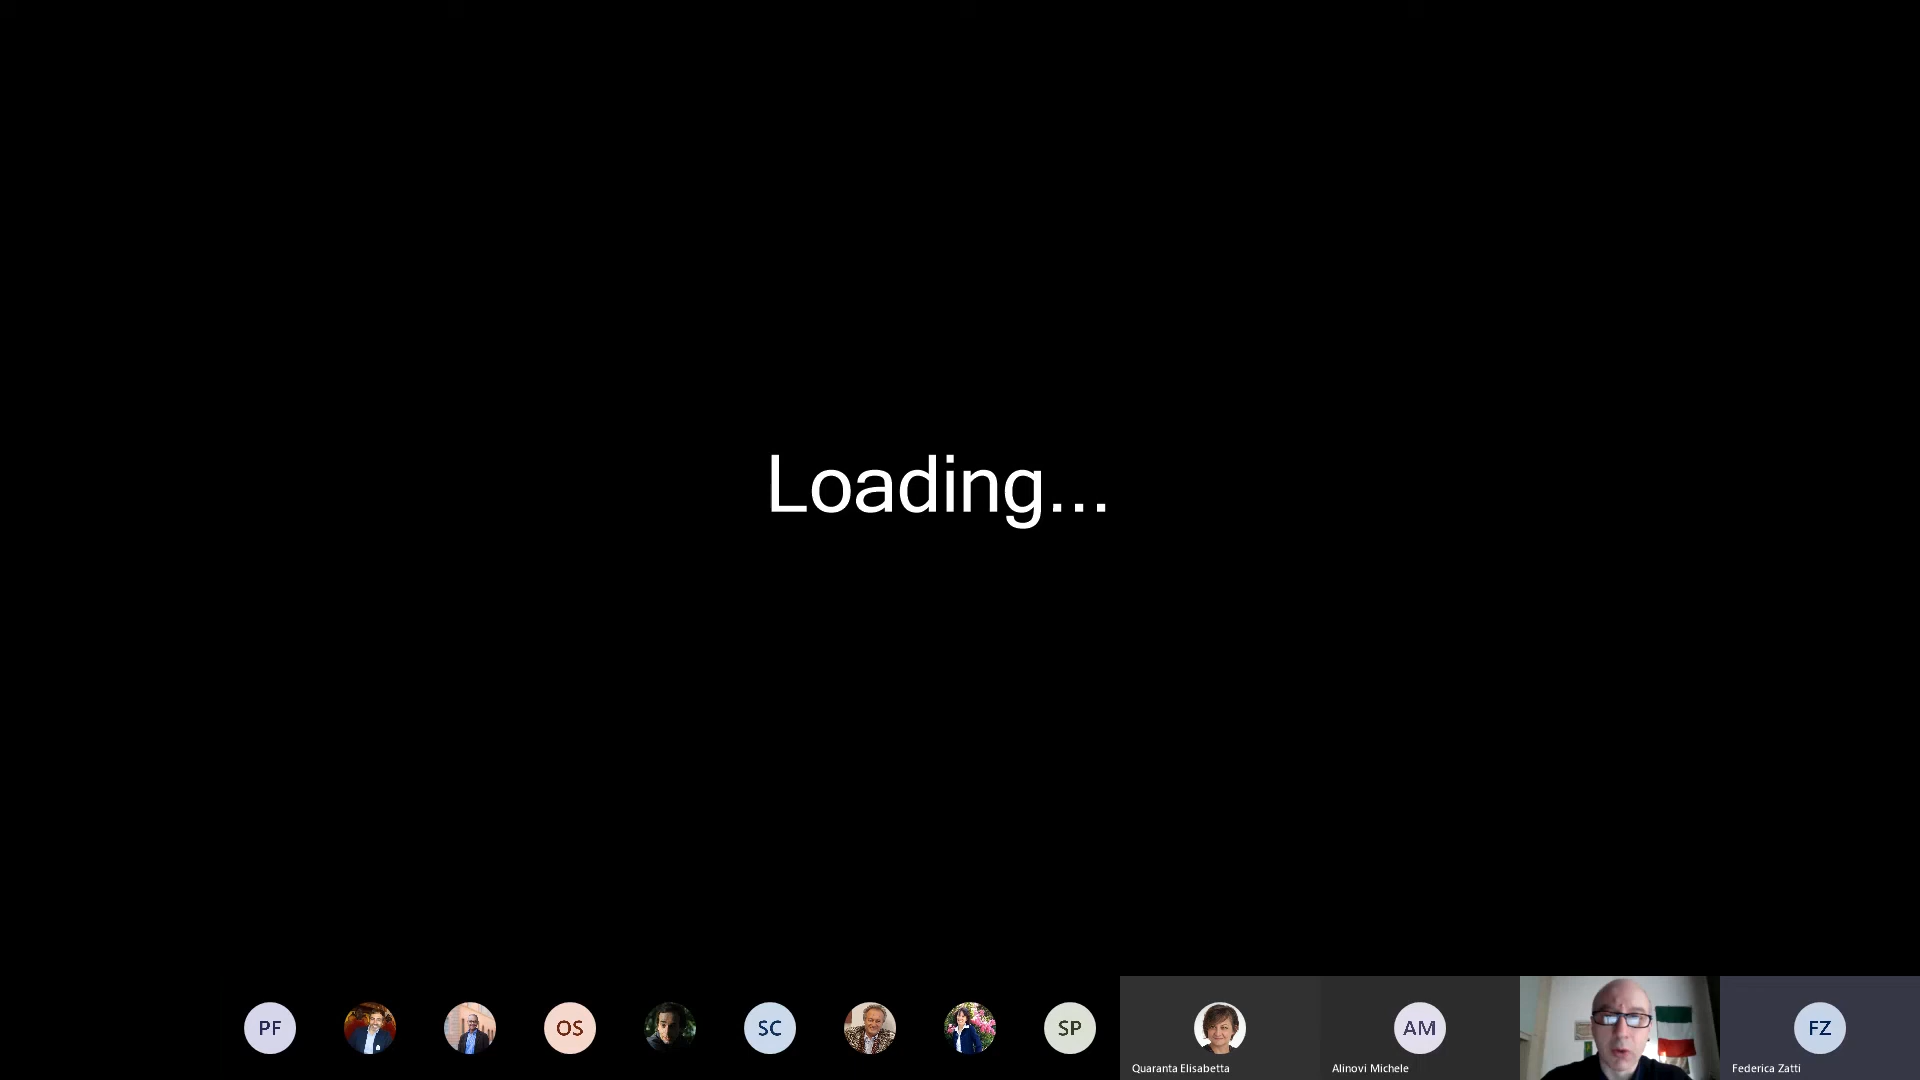 Loading...
PF
OS
SC
SP
AM
FZ
Quaranta Elisabetta
Alinovi Michele
Federica Zatti